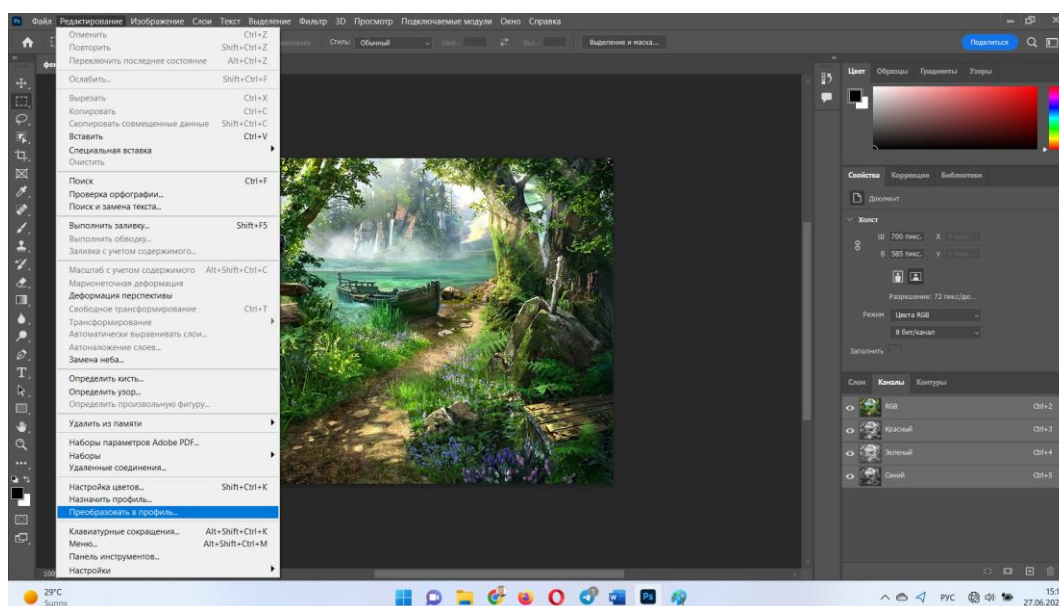 Ps Файл Редактирование Изображение Слои Текст Выделение Фильтр 3D Просмотр Подключаемые модули Окно Справка
Стиль: Обычный Выделение и маска... Поделиться
Отменить Ctrl+Z
Повторить Shift+Ctrl+Z
Переключить последнее состояние Alt+Ctrl+Z
Ослабить... Shift+Ctrl+F
Вырезать Ctrl+X
Копировать Ctrl+C
Скопировать совмещенные данные Shift+Ctrl+C
Вставить Ctrl+V
Специальная вставка
Очистить
Поиск Ctrl+F
Проверка орфографии...
Поиск и замена текста...
Выполнить заливку... Shift+F5
Выполнить обводку...
Заливка с учетом содержимого...
Масштаб с учетом содержимого Alt+Shift+Ctrl+C
Марионеточная деформация
Деформация перспективы
Свободное трансформирование Ctrl+T
Трансформирование
Автоматически выравнивать слои...
Автоналожение слоев...
Замена неба...
Определить кисть...
Определить узор...
Определить произвольную фигуру...
Удалить из памяти
Наборы параметров Adobe PDF...
Наборы
Удаленные соединения...
Настройка цветов... Shift+Ctrl+K
Назначить профиль...
Преобразовать в профиль...
Клавиатурные сокращения... Alt+Shift+Ctrl+K
Меню... Alt+Shift+Ctrl+M
Панель инструментов...
Настройки
Цвет Образцы Градиенты Узоры
Свойства Коррекция Библиотеки
Документ
Холст
Ш 700 пикс. X
В 585 пикс. Y
Разрешение: 72 пикс/дю...
Режим Цвета RGB
8 бит/канал
Заполнить
Слои Каналы Контуры
RGB Ctrl+2
Красный Ctrl+3
Зеленый Ctrl+4
Синий Ctrl+5
29°C
Sunny
РУС